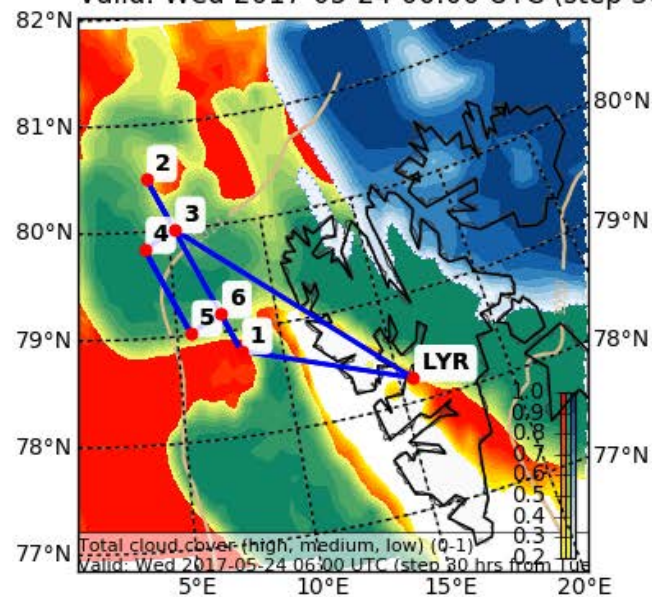 Valid: Wed 2017-05-24 06:00 UTC (step 30
82°N
81°N
80°N
79°N
78°N
77°N
80°N
79°N
78°N
77°N
2
3
4
6
5
1
LYR
1.0
0.9
0.8
0.7
0.6
0.5
0.4
0.3
0.2
Total cloud cover (high, medium, low) (0-1)
Valid: Wed 2017-05-24 06:00 UTC (step 30 hrs from Tue
5°E
10°E
15°E
20°E